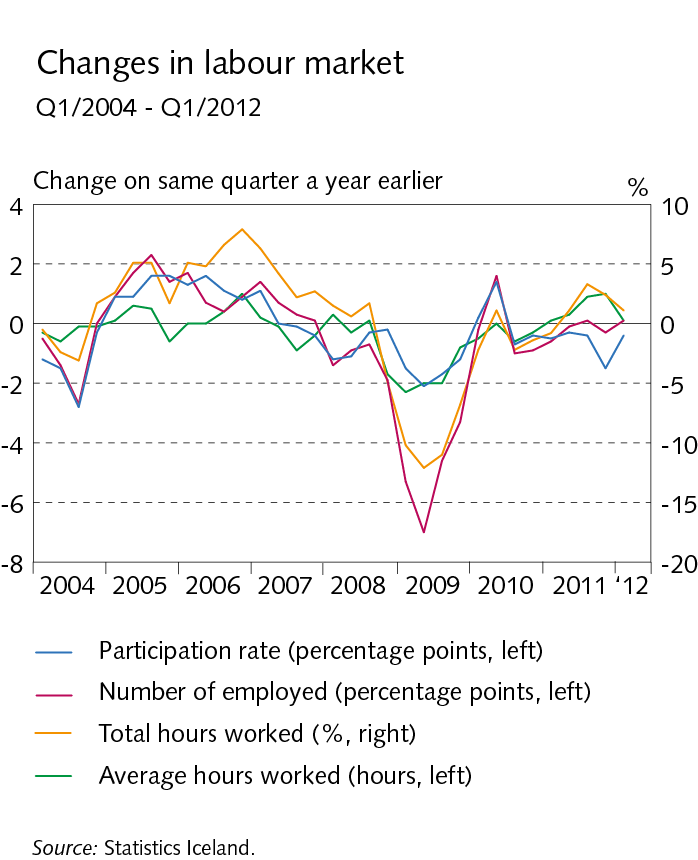 Changes in labour market
Q1/2004 - Q1/2012
Change on same quarter a year earlier
%
4 10
2 5
0 0
-2 -5
-4 -10
-6 -15
-8 -20
2004 2005 2006 2007 2008 2009 2010 2011 ‘12
Participation rate (percentage points, left)
Number of employed (percentage points, left)
Total hours worked (%, right)
Average hours worked (hours, left)
Source: Statistics Iceland.